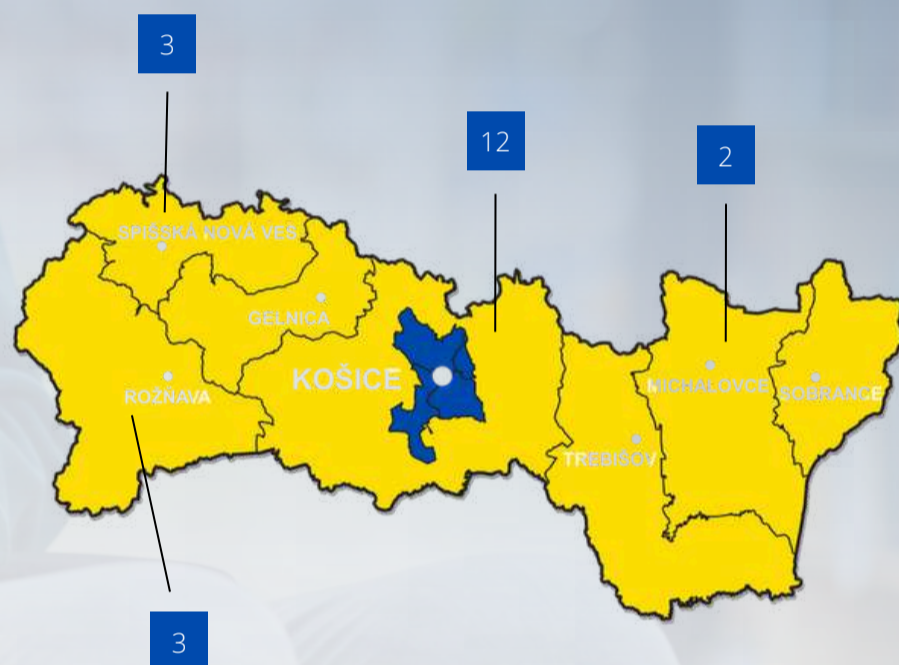 3
12
2
SPIŠSKÁ NOVÁ VES
GELNICA
KOŠICE
ROŽŇAVA
MICHALOVCE
SOBRANCE
TREBIŠOV
3